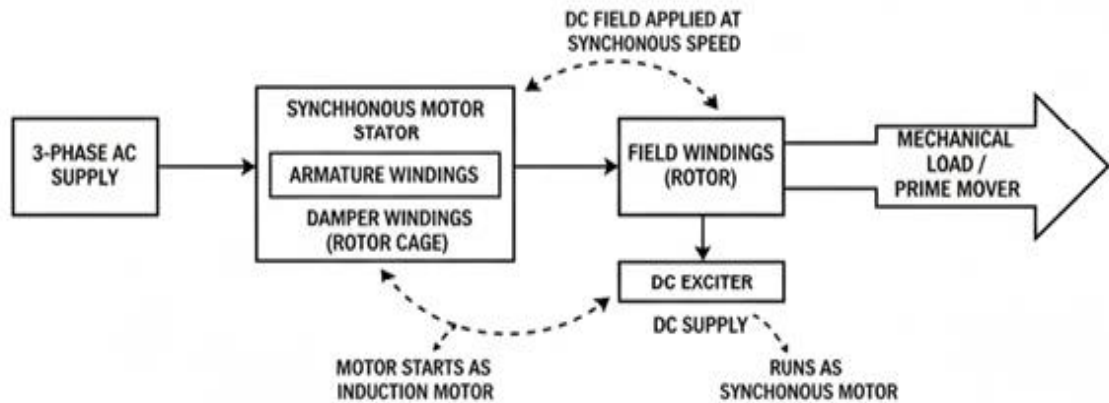 DC FIELD APPLIED AT
SYNCHONOUS SPEED
3-PHASE AC
SUPPLY
SYNCHHONOUS MOTOR
STATOR
ARMATURE WINDINGS
DAMPER WINDINGS
(ROTOR CAGE)
FIELD WINDINGS
(ROTOR)
MECHANICAL
LOAD /
PRIME MOVER
DC EXCITER
DC SUPPLY
MOTOR STARTS AS
INDUCTION MOTOR
RUNS AS
SYNCHONOUS MOTOR